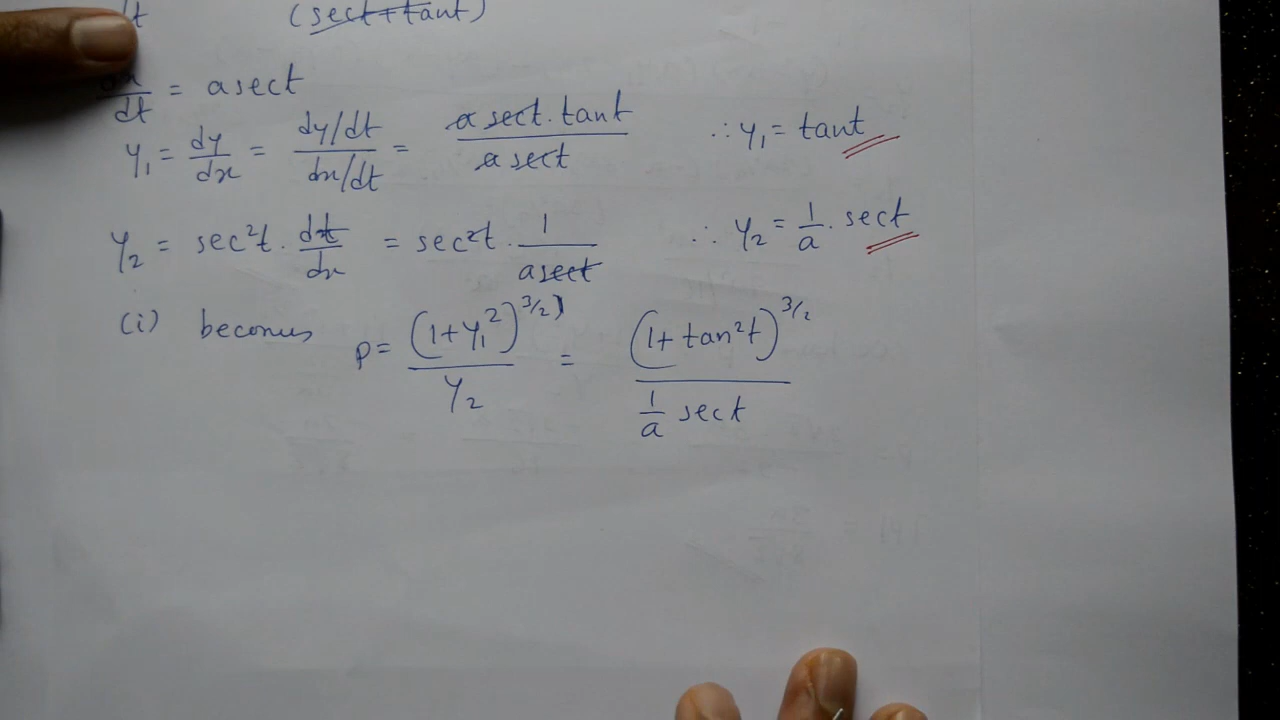 (sect+tant)
dx/dt = a sect
y₁ = dy/dx = (dy/dt)/(dx/dt) = (a sect . tant)/(a sect) ∴ y₁ = tant
y₂ = sec²t . dt/dx = sec²t . 1/(a sect) ∴ y₂ = 1/a . sect
(i) becomes ρ = (1+y₁²)^(3/2))/y₂ = (1+tan²t)^(3/2)/(1/a sect)